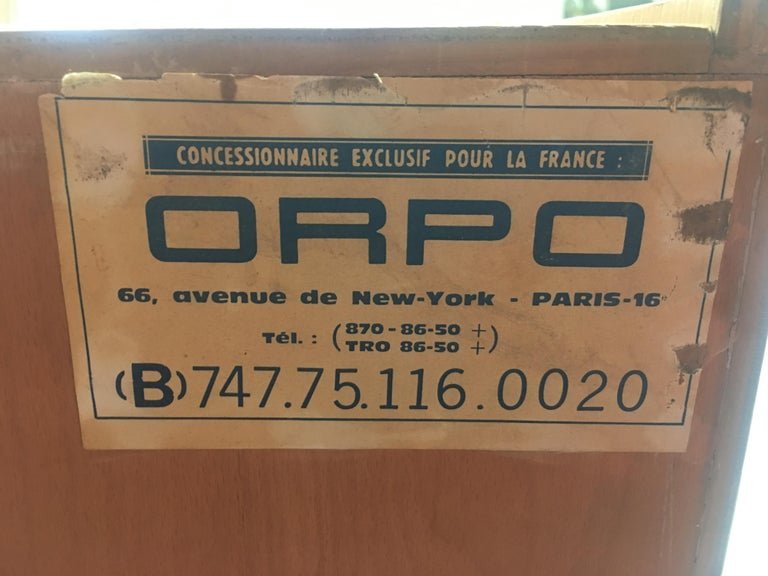 CONCESSIONNAIRE EXCLUSIF POUR LA FRANCE :
ORPO
66, avenue de New-York - PARIS-16e
Tél. : (870-86-50 +
TRO 86-50 +)
(B) 747.75.116.0020